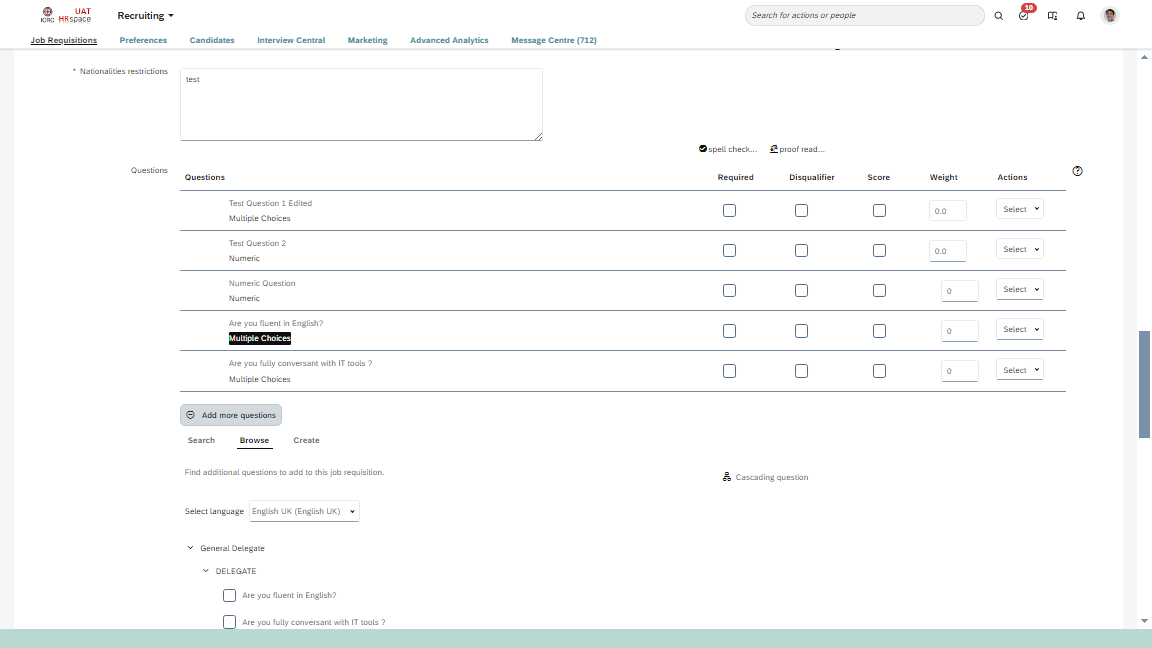 ICRC UAT HRspace
Recruiting
Search for actions or people
10
Job Requisitions Preferences Candidates Interview Central Marketing Advanced Analytics Message Centre (712)
* Nationalities restrictions
test
spell check... proof read...
Questions
Questions Required Disqualifier Score Weight Actions
Test Question 1 Edited
Multiple Choices
0.0 Select
Test Question 2
Numeric
0.0 Select
Numeric Question
Numeric
0 Select
Are you fluent in English?
Multiple Choices
0 Select
Are you fully conversant with IT tools ?
Multiple Choices
0 Select
Add more questions
Search Browse Create
Find additional questions to add to this job requisition.
Cascading question
Select language English UK (English UK)
General Delegate
DELEGATE
Are you fluent in English?
Are you fully conversant with IT tools ?